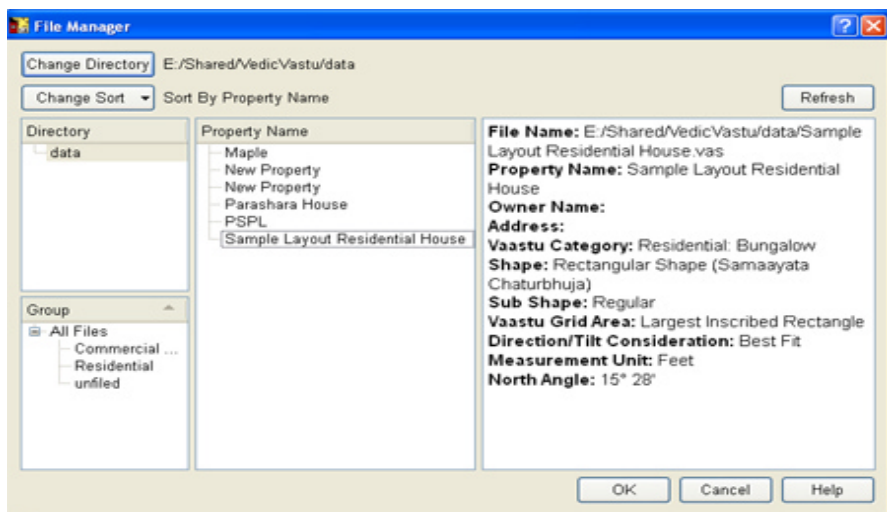 File Manager
Change Directory E:/Shared/VedicVastu/data
Change Sort Sort By Property Name
Refresh
Directory
data
Group
All Files
Commercial ...
Residential
unfiled
Property Name
Maple
New Property
New Property
Parashara House
PSPL
Sample Layout Residential House
File Name: E:/Shared/VedicVastu/data/Sample
Layout Residential House.vas
Property Name: Sample Layout Residential
House
Owner Name:
Address:
Vaastu Category: Residential: Bungalow
Shape: Rectangular Shape (Samaayata
Chaturbhuja)
Sub Shape: Regular
Vaastu Grid Area: Largest Inscribed Rectangle
Direction/Tilt Consideration: Best Fit
Measurement Unit: Feet
North Angle: 15° 28'
OK Cancel Help